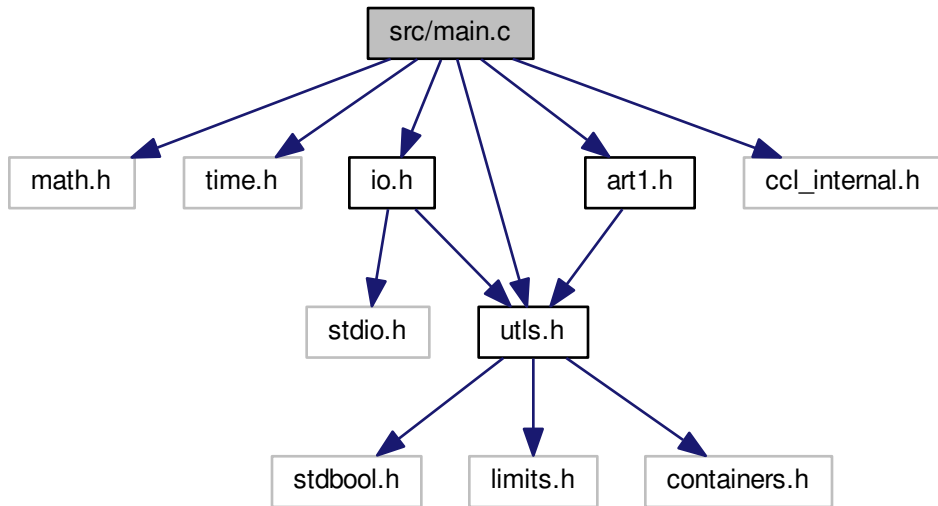 src/main.c
math.h
time.h
io.h
art1.h
ccl_internal.h
stdio.h
utls.h
stdbool.h
limits.h
containers.h